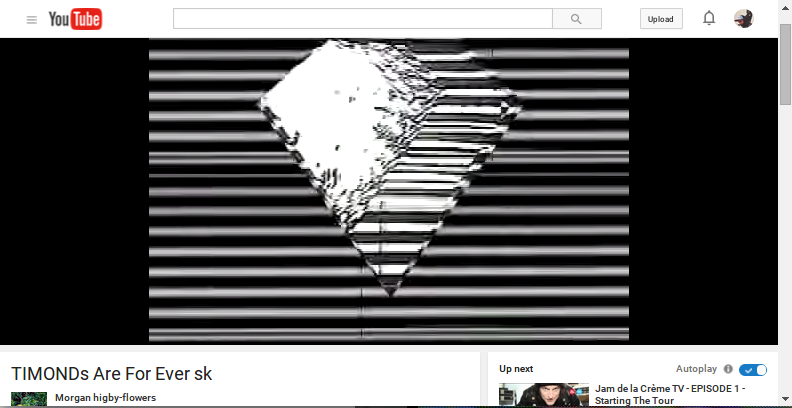 YouTube
Upload
TIMONDs Are For Ever sk
Morgan higby-flowers
Up next
Autoplay
Jam de la Crème TV - EPISODE 1 -
Starting The Tour